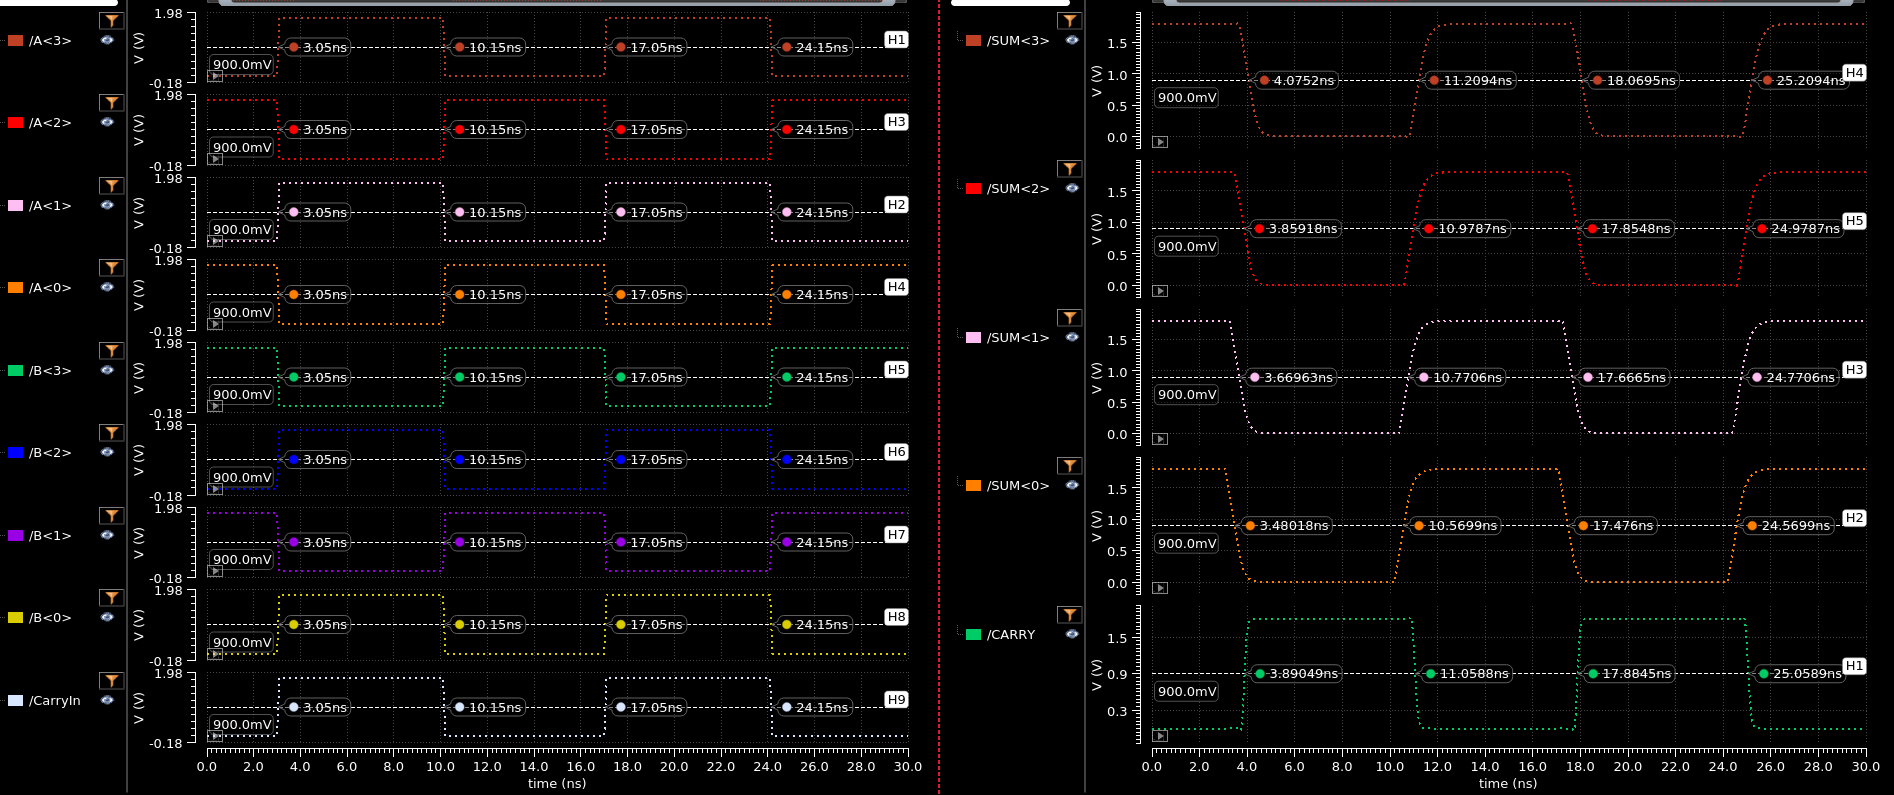 /A<3>
V (V)
1.98
-0.18
900.0mV
3.05ns
10.15ns
17.05ns
24.15ns
H1
/A<2>
V (V)
1.98
-0.18
900.0mV
3.05ns
10.15ns
17.05ns
24.15ns
H3
/A<1>
V (V)
1.98
-0.18
900.0mV
3.05ns
10.15ns
17.05ns
24.15ns
H2
/A<0>
V (V)
1.98
-0.18
900.0mV
3.05ns
10.15ns
17.05ns
24.15ns
H4
/B<3>
V (V)
1.98
-0.18
900.0mV
3.05ns
10.15ns
17.05ns
24.15ns
H5
/B<2>
V (V)
1.98
-0.18
900.0mV
3.05ns
10.15ns
17.05ns
24.15ns
H6
/B<1>
V (V)
1.98
-0.18
900.0mV
3.05ns
10.15ns
17.05ns
24.15ns
H7
/B<0>
V (V)
1.98
-0.18
900.0mV
3.05ns
10.15ns
17.05ns
24.15ns
H8
/CarryIn
V (V)
1.98
-0.18
900.0mV
3.05ns
10.15ns
17.05ns
24.15ns
H9
0.0 2.0 4.0 6.0 8.0 10.0 12.0 14.0 16.0 18.0 20.0 22.0 24.0 26.0 28.0 30.0
time (ns)
/SUM<3>
V (V)
1.5
1.0
0.5
0.0
900.0mV
4.0752ns
11.2094ns
18.0695ns
25.2094ns
H4
/SUM<2>
V (V)
1.5
1.0
0.5
0.0
900.0mV
3.85918ns
10.9787ns
17.8548ns
24.9787ns
H5
/SUM<1>
V (V)
1.5
1.0
0.5
0.0
900.0mV
3.66963ns
10.7706ns
17.6665ns
24.7706ns
H3
/SUM<0>
V (V)
1.5
1.0
0.5
0.0
900.0mV
3.48018ns
10.5699ns
17.476ns
24.5699ns
H2
/CARRY
V (V)
1.5
0.9
0.3
900.0mV
3.89049ns
11.0588ns
17.8845ns
25.0589ns
H1
0.0 2.0 4.0 6.0 8.0 10.0 12.0 14.0 16.0 18.0 20.0 22.0 24.0 26.0 28.0 30.0
time (ns)